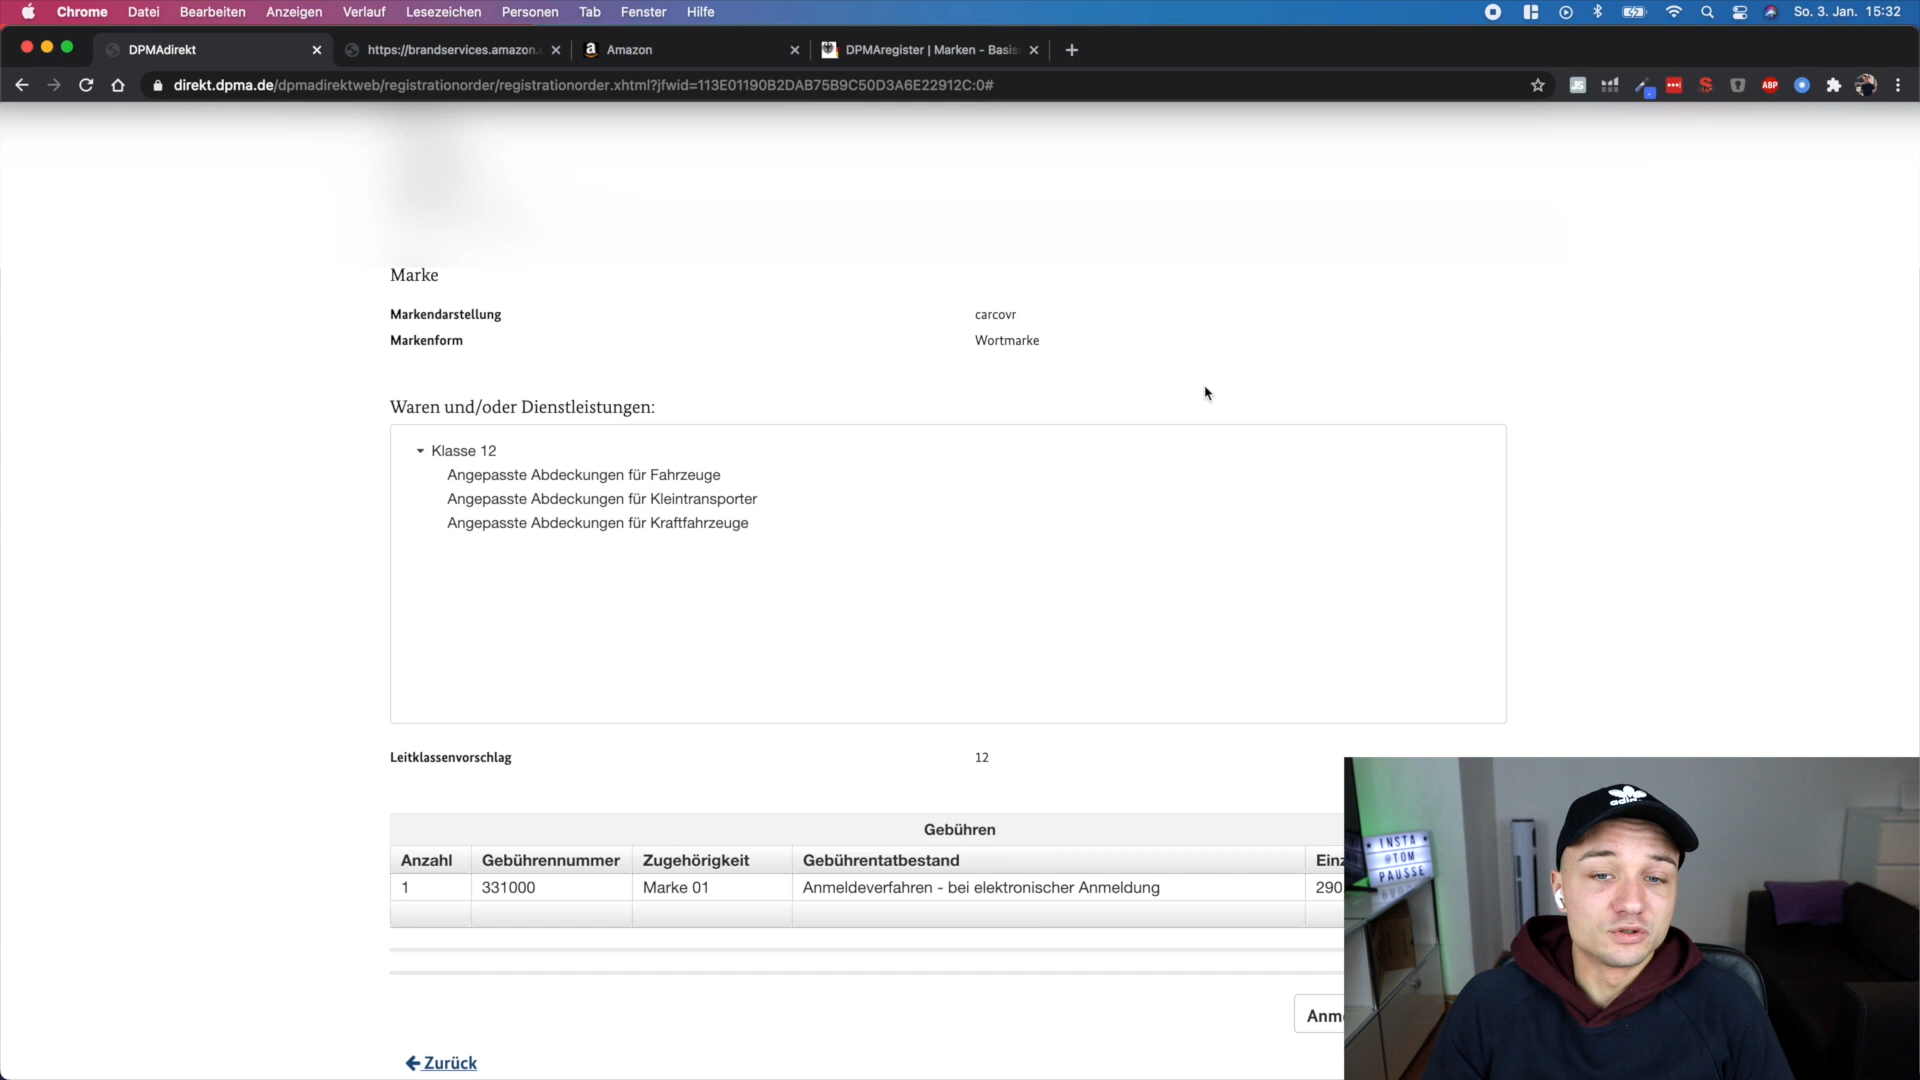 Chrome Datei Bearbeiten Anzeigen Verlauf Lesezeichen Personen Tab Fenster Hilfe So. 3. Jan. 15:32
DPMAdirekt https://brandservices.amazon. Amazon DPMAregister | Marken - Basis
direkt.dpma.de/dpmadirektweb/registrationorder/registrationorder.xhtml?jfwid=113E01190B2DAB75B9C50D3A6E22912C:0# JS ABP
Marke
Markendarstellung carcovr
Markenform Wortmarke
Waren und/oder Dienstleistungen:
Klasse 12
Angepasste Abdeckungen für Fahrzeuge
Angepasste Abdeckungen für Kleintransporter
Angepasste Abdeckungen für Kraftfahrzeuge
Leitklassenvorschlag 12
Gebühren
Anzahl Gebührennummer Zugehörigkeit Gebührentatbestand Einz
1 331000 Marke 01 Anmeldeverfahren - bei elektronischer Anmeldung 290
Anm
Zurück
INSTA
@TOM
PAUSSE
adidas